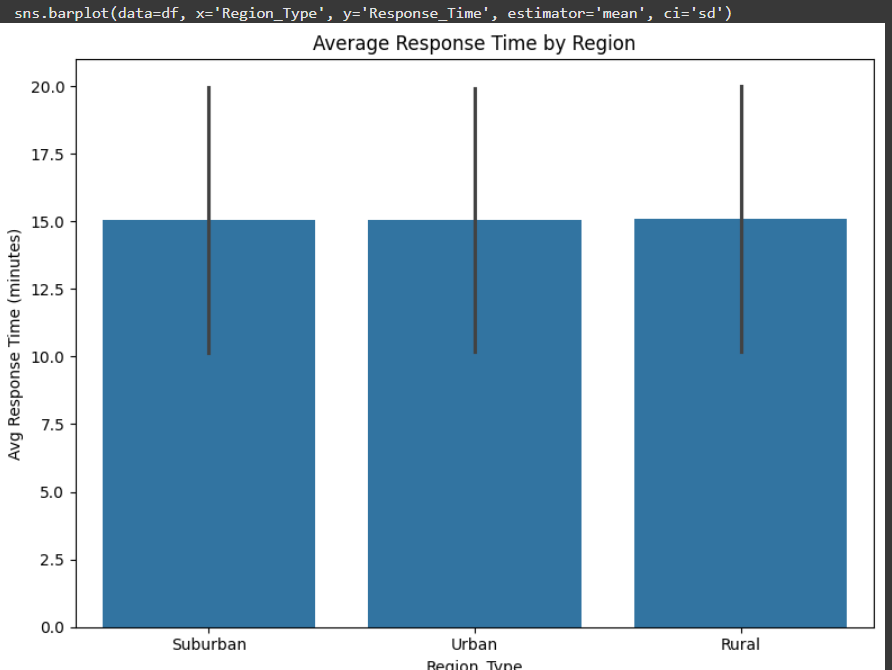 sns.barplot(data=df, x='Region_Type', y='Response_Time', estimator='mean', ci='sd')
Average Response Time by Region
Avg Response Time (minutes)
20.0
17.5
15.0
12.5
10.0
7.5
5.0
2.5
0.0
Suburban Urban Rural
Region_Type